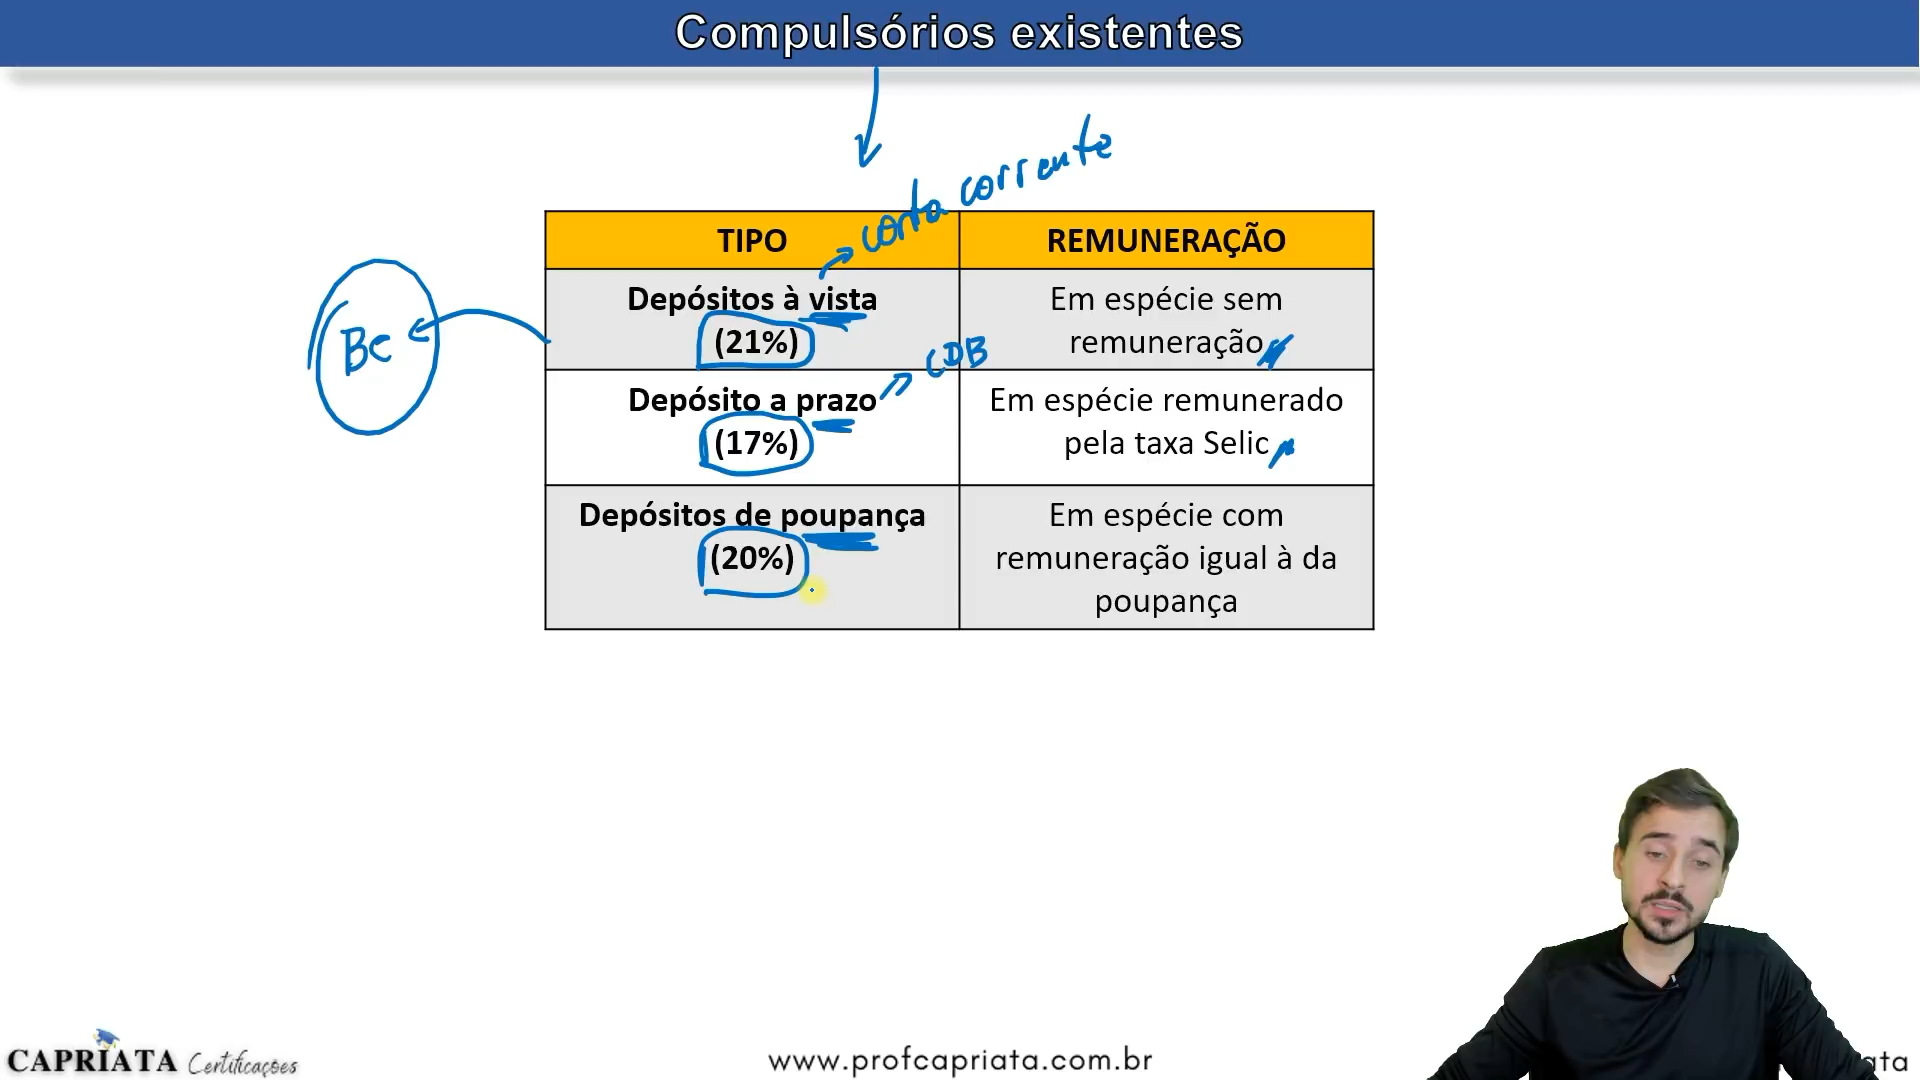 Compulsórios existentes
conta corrente
TIPO
REMUNERAÇÃO
Depósitos à vista
(21%)
Em espécie sem
remuneração
BC
CDB
Depósito a prazo
(17%)
Em espécie remunerado
pela taxa Selic
Depósitos de poupança
(20%)
Em espécie com
remuneração igual à da
poupança
CAPRIATA Certificações
www.profcapriata.com.br
ata